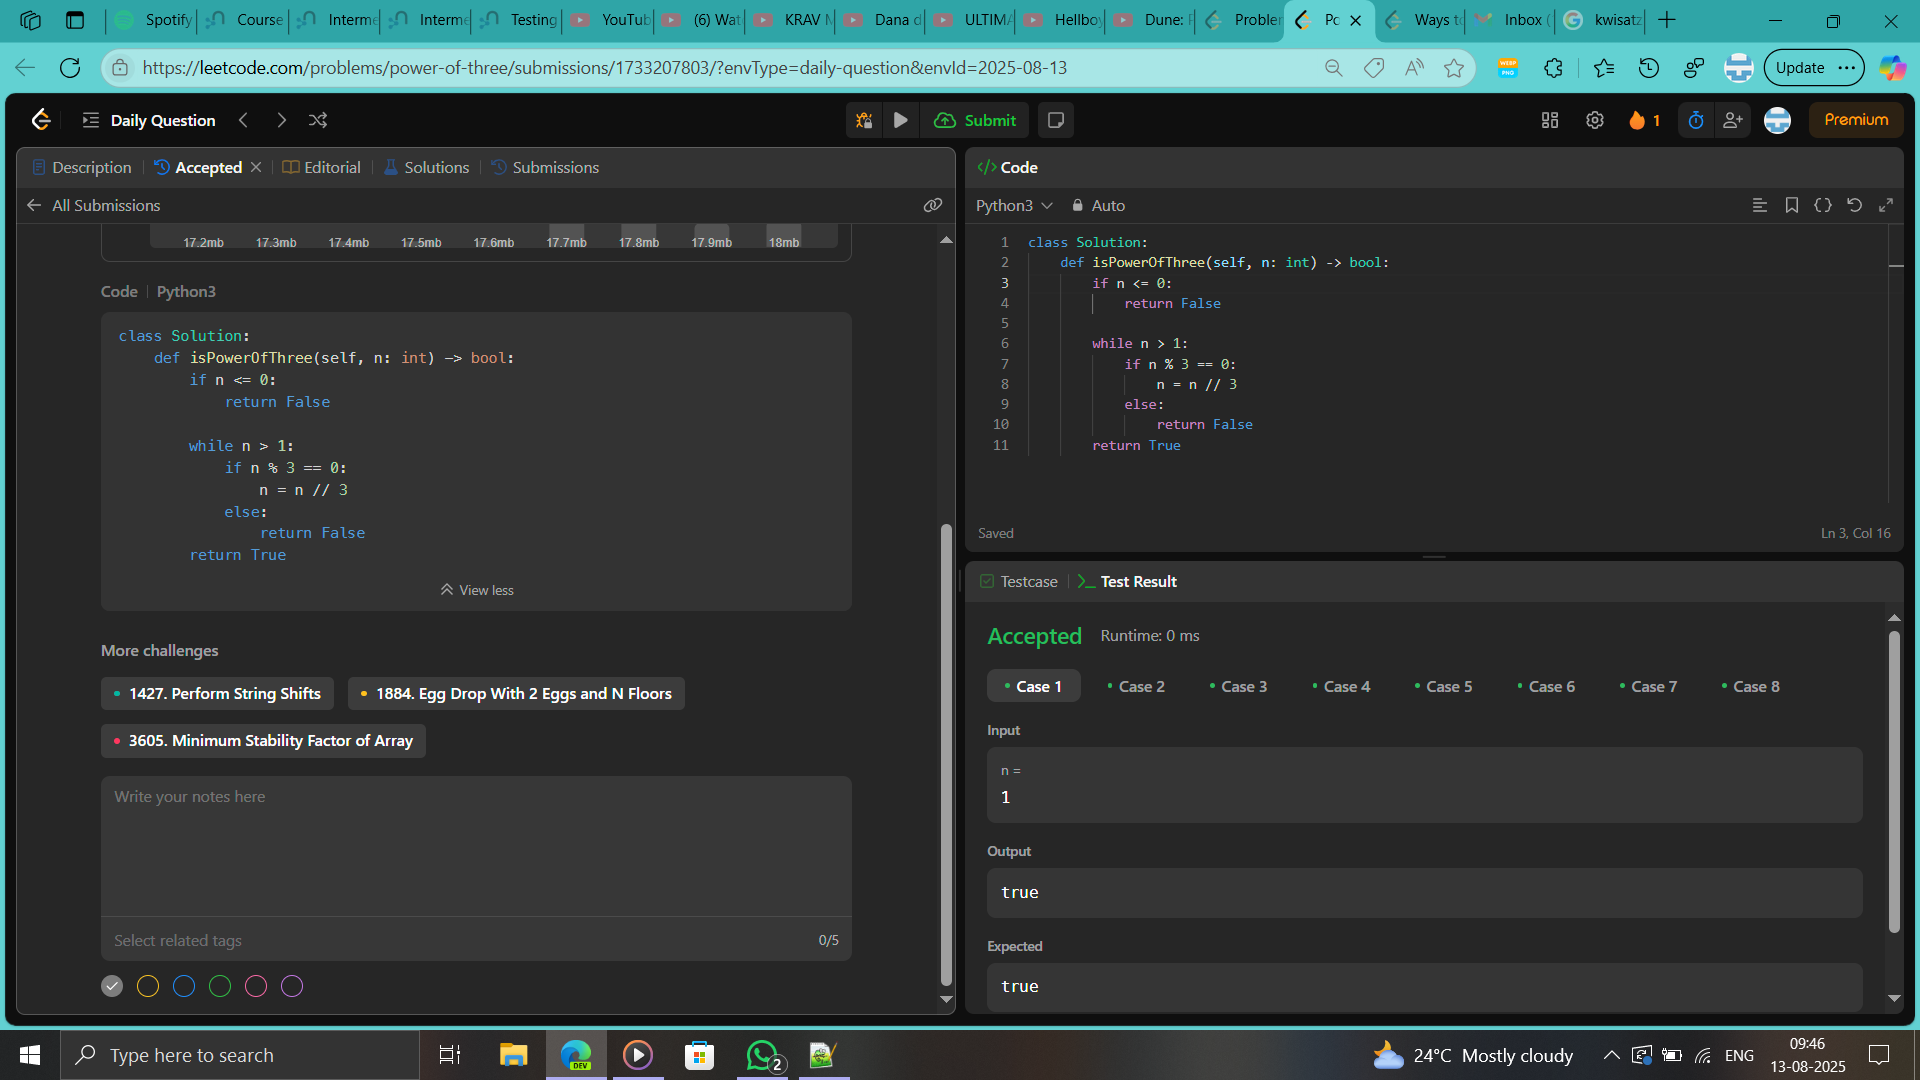 Spotify
Course
Interme
Interme
Testing
YouTub
(6) Wat
KRAV M
Dana d
ULTIMA
Hellboy
Dune: P
Problem
Po
Ways to
Inbox (
kwisatz
https://leetcode.com/problems/power-of-three/submissions/1733207803/?envType=daily-question&envId=2025-08-13
Update
Daily Question
Submit
1
Premium
Description
Accepted
Editorial
Solutions
Submissions
All Submissions
17.2mb 17.3mb 17.4mb 17.5mb 17.6mb 17.7mb 17.8mb 17.9mb 18mb
Code
Python3
class Solution:
def isPowerOfThree(self, n: int) -> bool:
if n <= 0:
return False
while n > 1:
if n % 3 == 0:
n = n // 3
else:
return False
return True
View less
More challenges
1427. Perform String Shifts
1884. Egg Drop With 2 Eggs and N Floors
3605. Minimum Stability Factor of Array
Write your notes here
Select related tags
0/5
</> Code
Python3
Auto
1 class Solution:
2 def isPowerOfThree(self, n: int) -> bool:
3 if n <= 0:
4 return False
5
6 while n > 1:
7 if n % 3 == 0:
8 n = n // 3
9 else:
10 return False
11 return True
Saved
Ln 3, Col 16
Testcase
Test Result
Accepted
Runtime: 0 ms
Case 1
Case 2
Case 3
Case 4
Case 5
Case 6
Case 7
Case 8
Input
n =
1
Output
true
Expected
true
Type here to search
DEV
2
24°C Mostly cloudy
ENG
09:46
13-08-2025